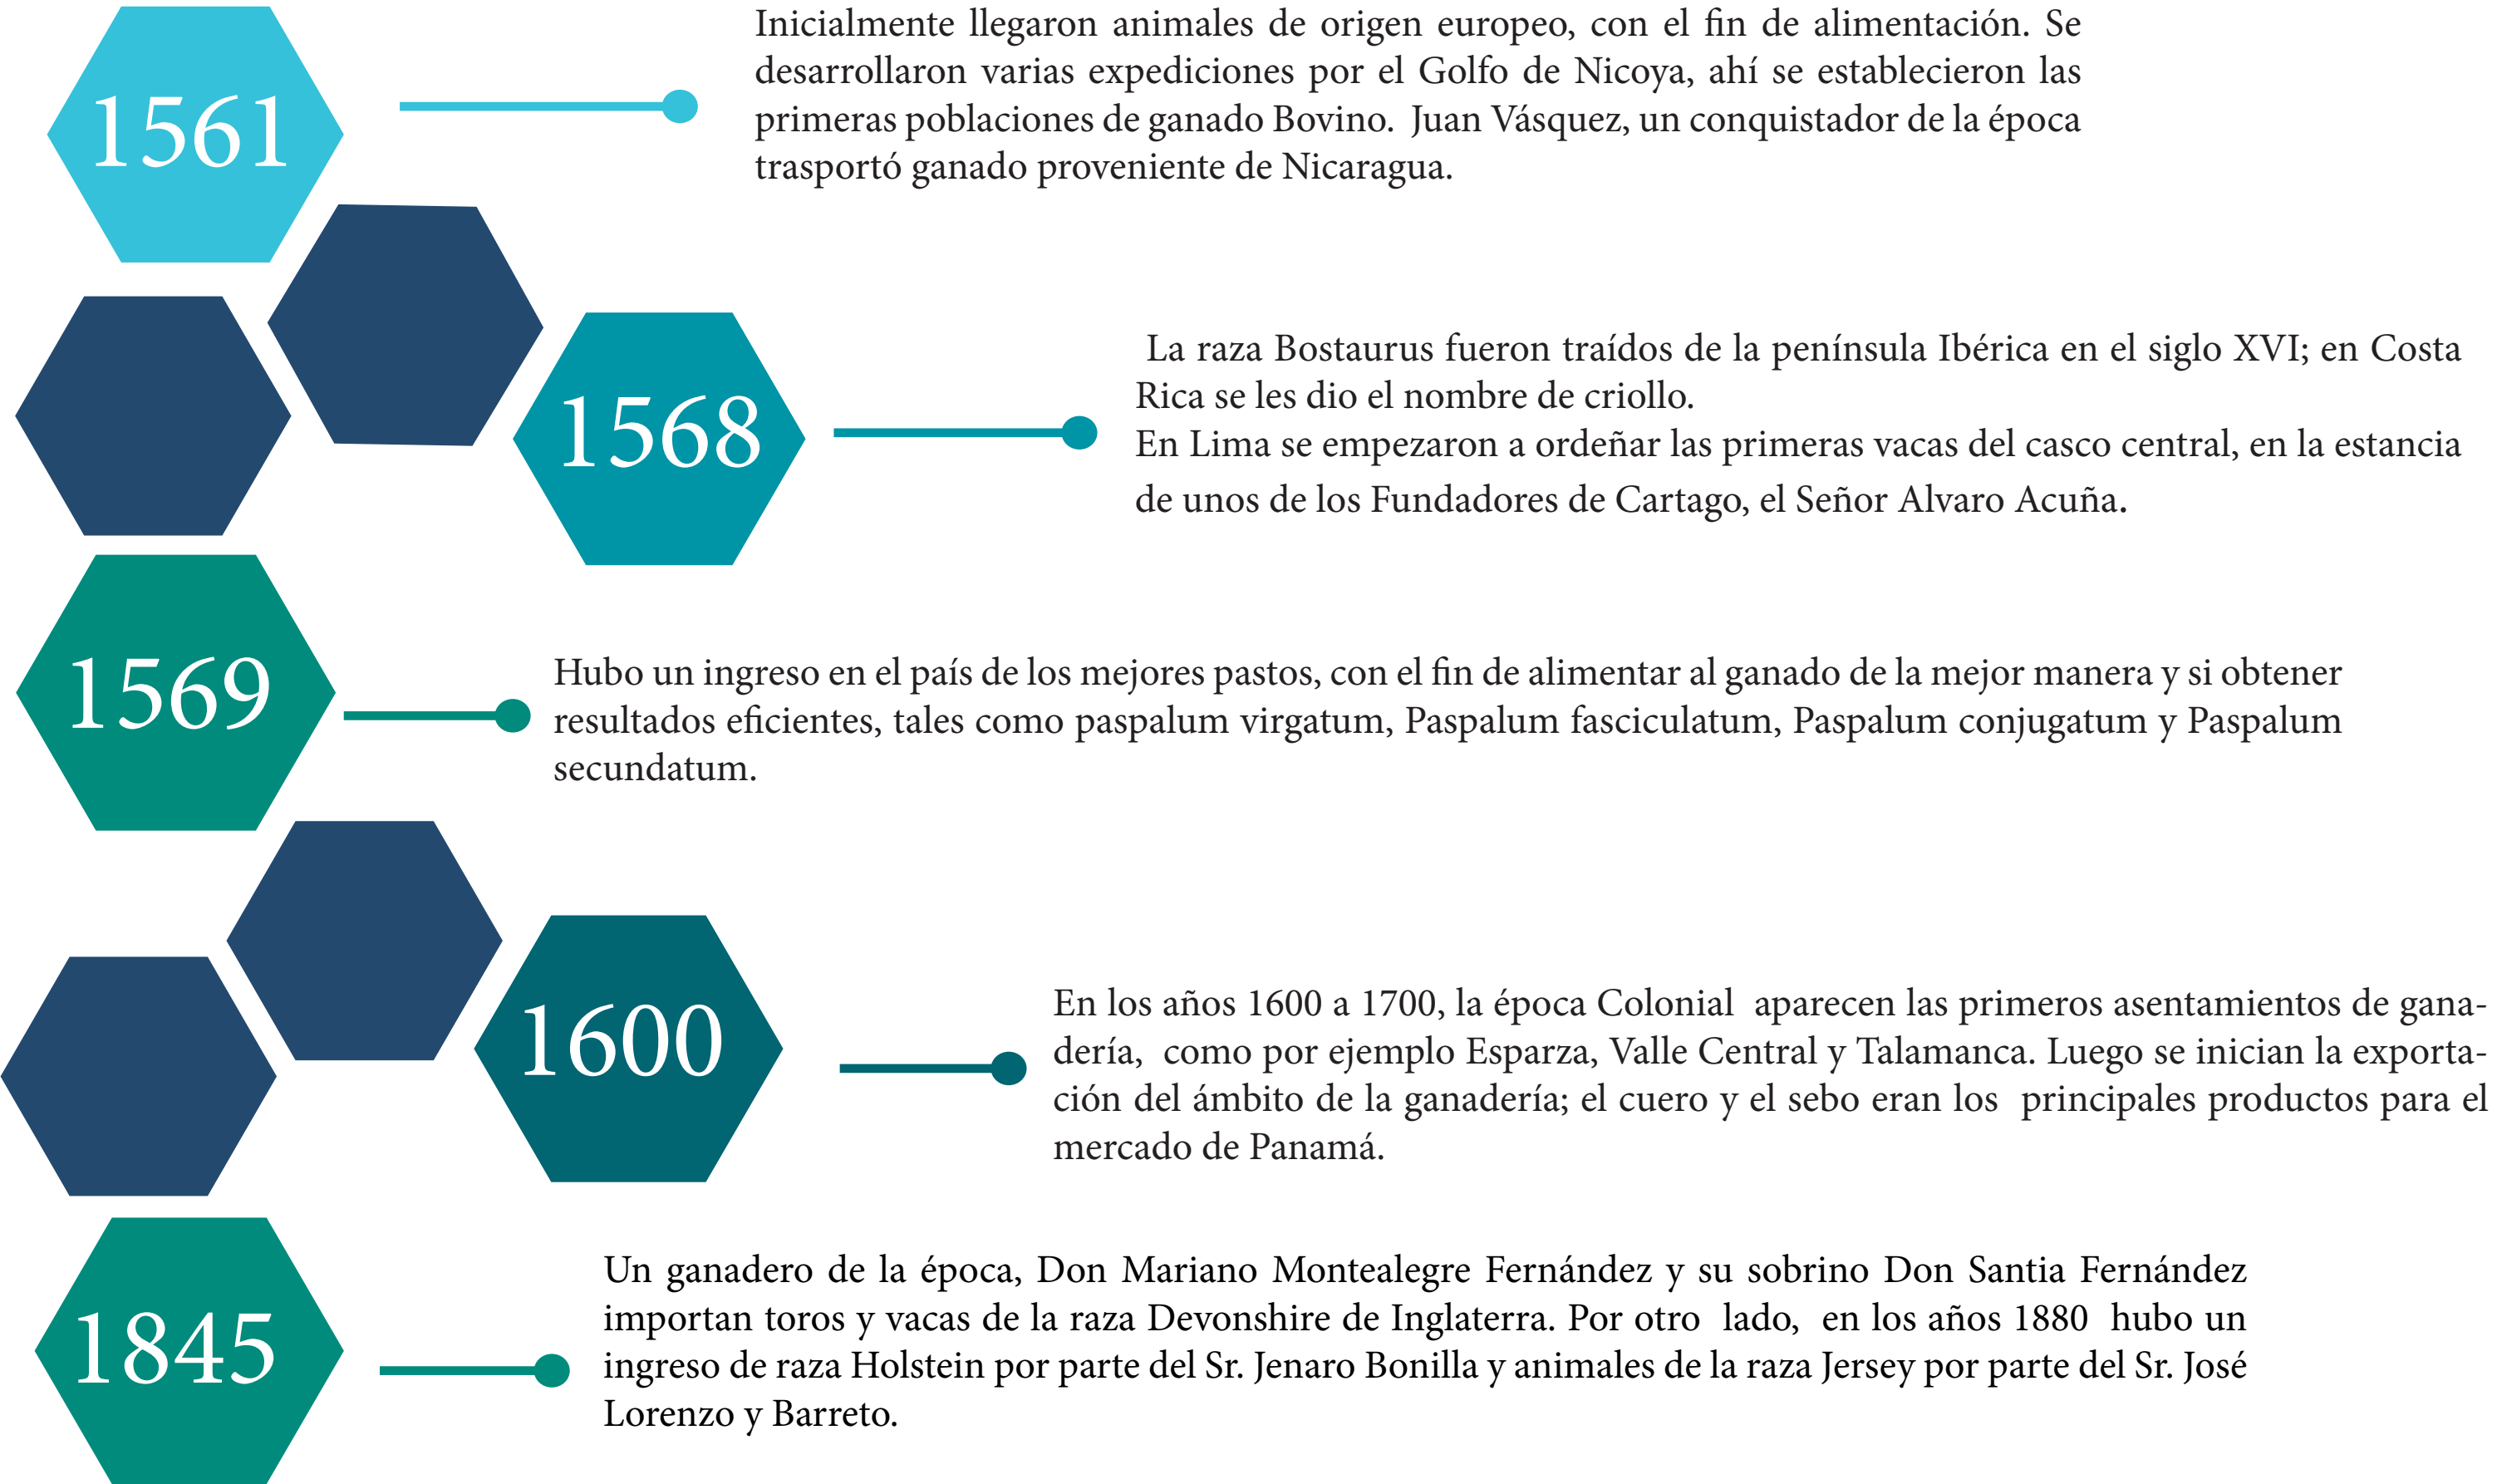 1561
Inicialmente llegaron animales de origen europeo, con el fin de alimentación. Se
desarrollaron varias expediciones por el Golfo de Nicoya, ahí se establecieron las
primeras poblaciones de ganado Bovino. Juan Vásquez, un conquistador de la época
trasportó ganado proveniente de Nicaragua.
1568
La raza Bostaurus fueron traídos de la península Ibérica en el siglo XVI; en Costa
Rica se les dio el nombre de criollo.
En Lima se empezaron a ordeñar las primeras vacas del casco central, en la estancia
de unos de los Fundadores de Cartago, el Señor Alvaro Acuña.
1569
Hubo un ingreso en el país de los mejores pastos, con el fin de alimentar al ganado de la mejor manera y si obtener
resultados eficientes, tales como paspalum virgatum, Paspalum fasciculatum, Paspalum conjugatum y Paspalum
secundatum.
1600
En los años 1600 a 1700, la época Colonial aparecen las primeros asentamientos de gana-
dería, como por ejemplo Esparza, Valle Central y Talamanca. Luego se inician la exporta-
ción del ámbito de la ganadería; el cuero y el sebo eran los principales productos para el
mercado de Panamá.
1845
Un ganadero de la época, Don Mariano Montealegre Fernández y su sobrino Don Santia Fernández
importan toros y vacas de la raza Devonshire de Inglaterra. Por otro lado, en los años 1880 hubo un
ingreso de raza Holstein por parte del Sr. Jenaro Bonilla y animales de la raza Jersey por parte del Sr. José
Lorenzo y Barreto.